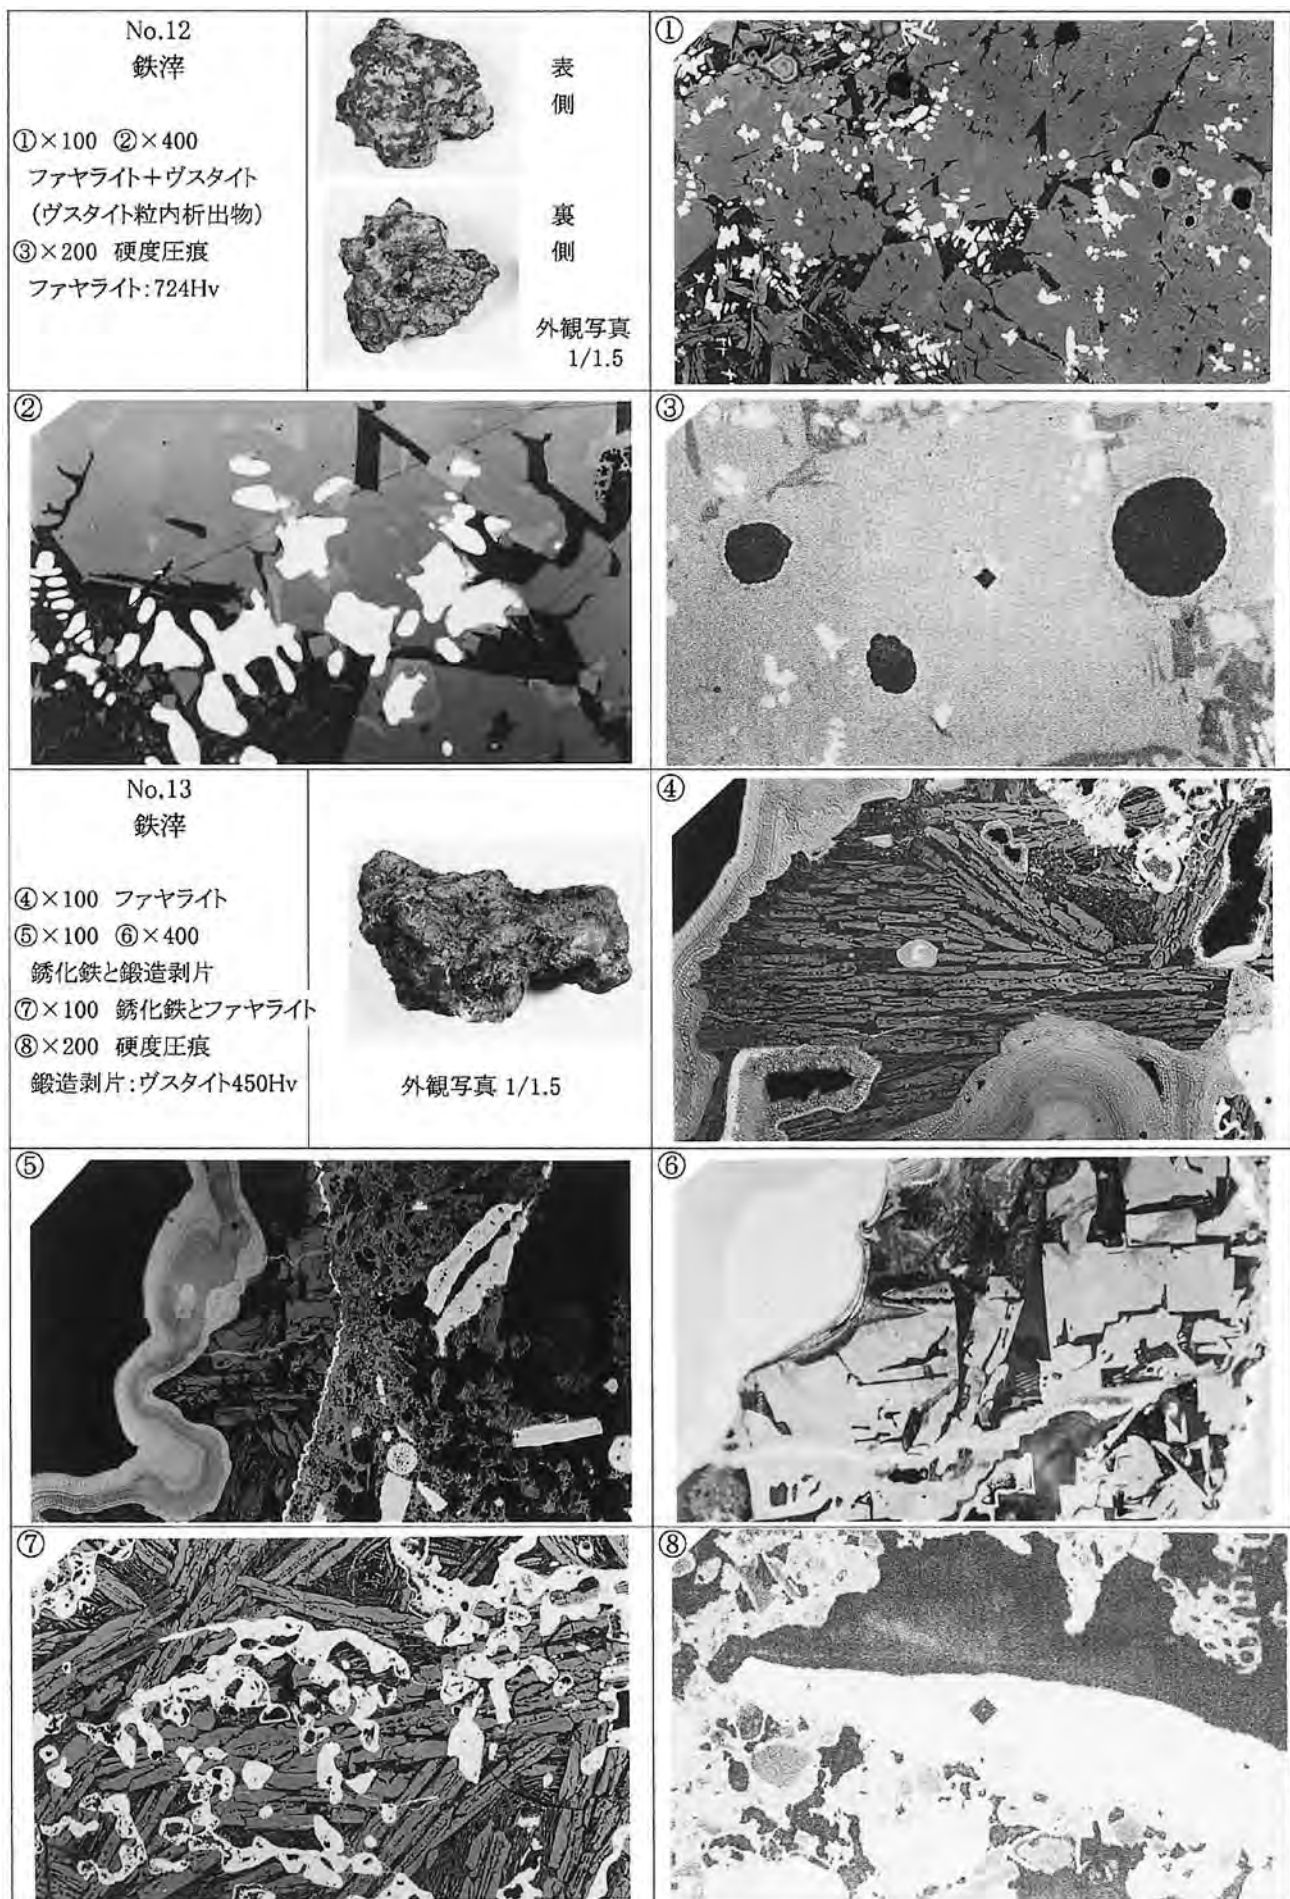 No.12
鉄滓
①×100 ②×400
ファヤライト+ヴスタイト
(ヴスタイト粒内析出物)
③×200 硬度圧痕
ファヤライト:724Hv
表
側
裏
側
外観写真
1/1.5
①
②
③
No.13
鉄滓
④×100 ファヤライト
⑤×100 ⑥×400
銹化鉄と鍛造剥片
⑦×100 銹化鉄とファヤライト
⑧×200 硬度圧痕
鍛造剥片:ヴスタイト450Hv
外観写真 1/1.5
④
⑤
⑥
⑦
⑧